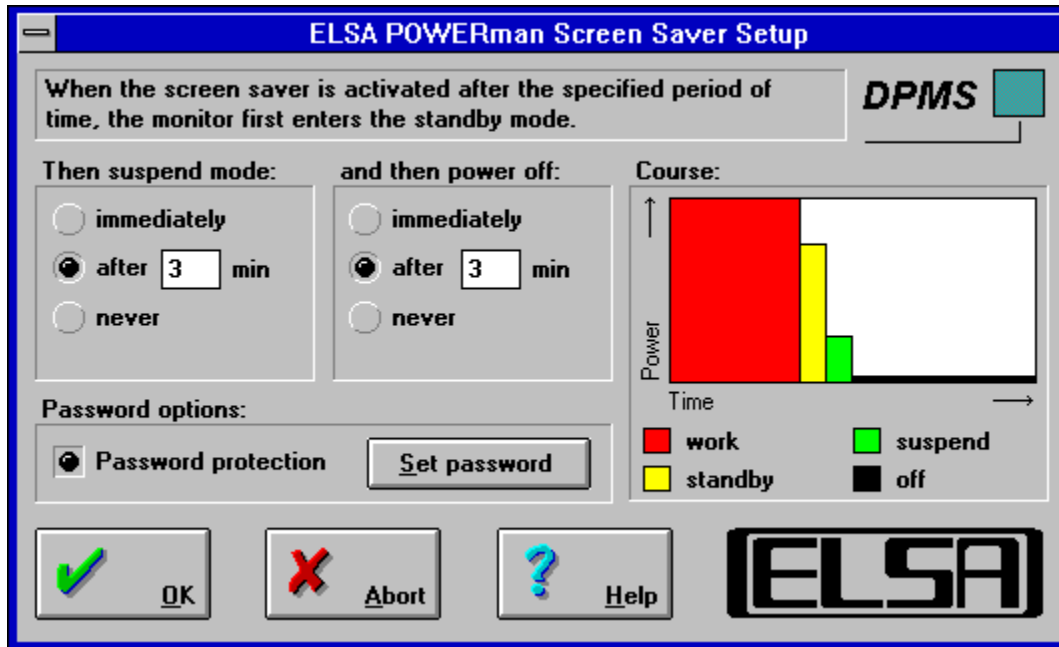 ELSA POWERman Screen Saver Setup
When the screen saver is activated after the specified period of
time, the monitor first enters the standby mode.
DPMS
Then suspend mode:
immediately
after 3 min
never
and then power off:
immediately
after 3 min
never
Course:
Power
Time
work
suspend
standby
off
Password options:
Password protection
Set password
OK
Abort
Help
ELSA